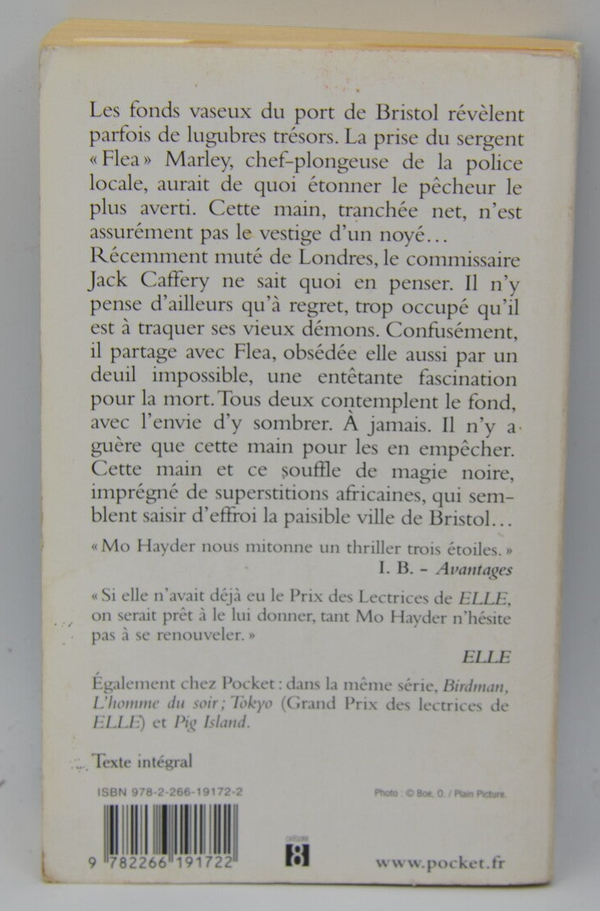 Les fonds vaseux du port de Bristol révèlent
parfois de lugubres trésors. La prise du sergent
« Flea » Marley, chef-plongeuse de la police
locale, aurait de quoi étonner le pêcheur le
plus averti. Cette main, tranchée net, n'est
assurément pas le vestige d'un noyé…
Récemment muté de Londres, le commissaire
Jack Caffery ne sait quoi en penser. Il n'y
pense d'ailleurs qu'à regret, trop occupé qu'il
est à traquer ses vieux démons. Confusément,
il partage avec Flea, obsédée elle aussi par un
deuil impossible, une entêtante fascination
pour la mort. Tous deux contemplent le fond,
avec l'envie d'y sombrer. À jamais. Il n'y a
guère que cette main pour les en empêcher.
Cette main et ce souffle de magie noire,
imprégné de superstitions africaines, qui sem-
blent saisir d'effroi la paisible ville de Bristol…
« Mo Hayder nous mitonne un thriller trois étoiles. »
I. B. – Avantages
« Si elle n'avait déjà eu le Prix des Lectrices de ELLE,
on serait prêt à le lui donner, tant Mo Hayder n'hésite
pas à se renouveler. »
ELLE
Également chez Pocket : dans la même série, Birdman,
L'homme du soir ; Tokyo (Grand Prix des lectrices de
ELLE) et Pig Island.
Texte intégral
ISBN 978-2-266-19172-2
Photo : © Boe, O. / Plain Picture.
9 782266 191722
CATÉGORIE
8
www.pocket.fr